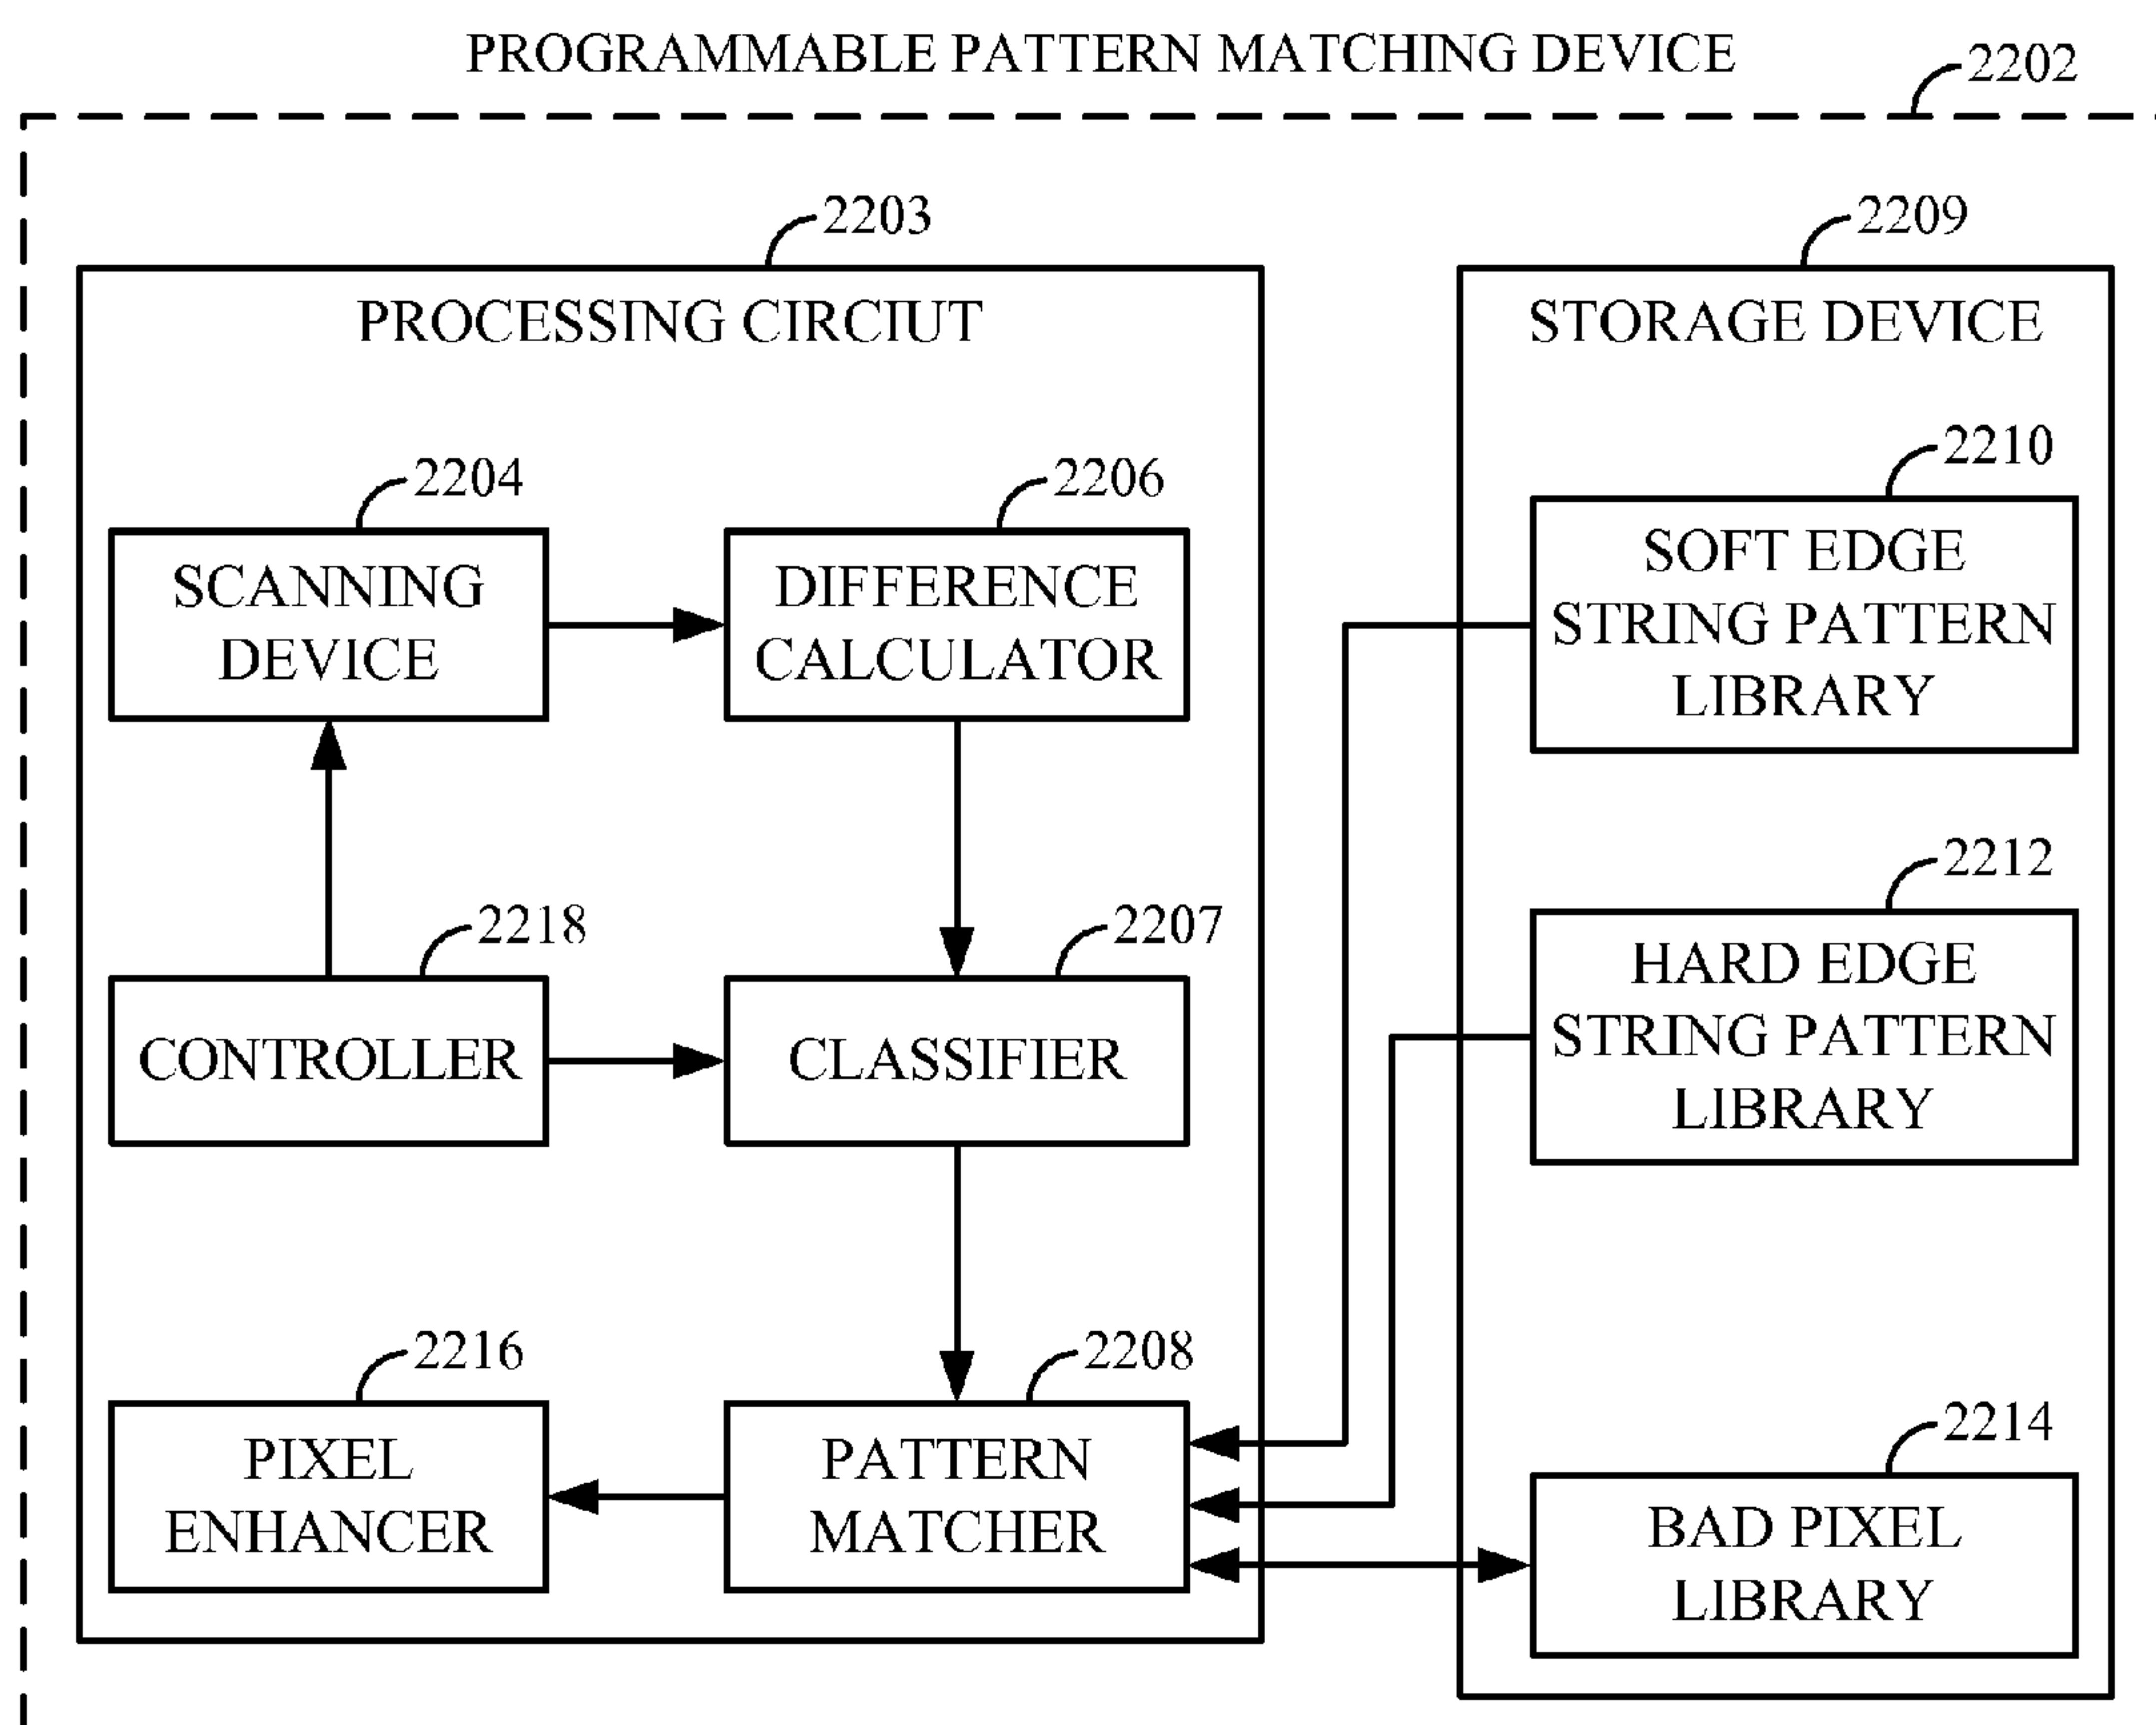 PROGRAMMABLE PATTERN MATCHING DEVICE
2202
2203
2209
PROCESSING CIRCIUT
STORAGE DEVICE
2204
2206
2210
SCANNING
DEVICE
DIFFERENCE
CALCULATOR
SOFT EDGE
STRING PATTERN
LIBRARY
2218
2207
2212
CONTROLLER
CLASSIFIER
HARD EDGE
STRING PATTERN
LIBRARY
2216
2208
2214
PIXEL
ENHANCER
PATTERN
MATCHER
BAD PIXEL
LIBRARY